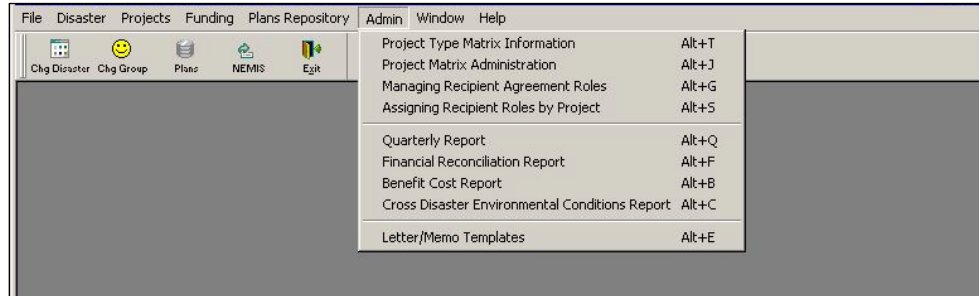 File Disaster Projects Funding Plans Repository Admin Window Help
Chg Disaster Chg Group Plans NEMIS Exit
Project Type Matrix Information Alt+T
Project Matrix Administration Alt+J
Managing Recipient Agreement Roles Alt+G
Assigning Recipient Roles by Project Alt+S
Quarterly Report Alt+Q
Financial Reconciliation Report Alt+F
Benefit Cost Report Alt+B
Cross Disaster Environmental Conditions Report Alt+C
Letter/Memo Templates Alt+E